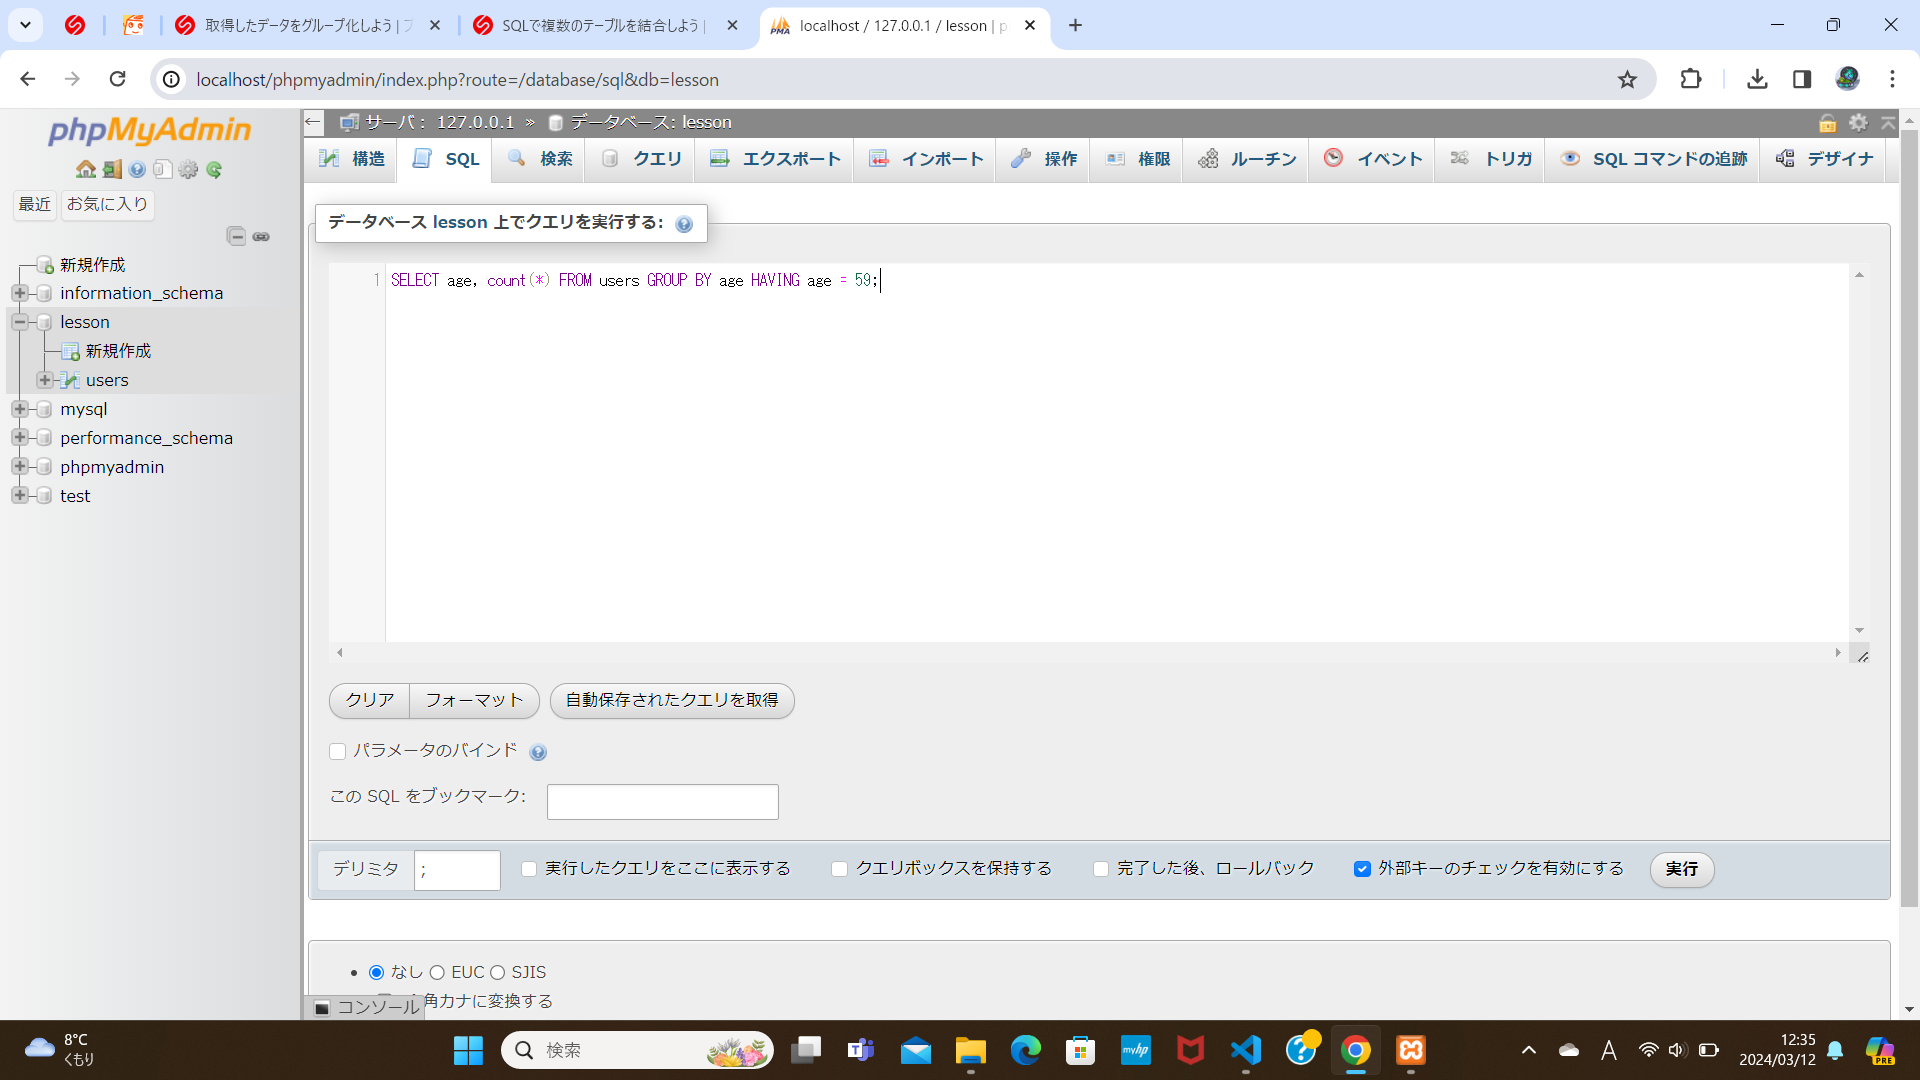 取得したデータをグループ化しよう | プ
SQLで複数のテーブルを結合しよう |
localhost / 127.0.0.1 / lesson | p
localhost/phpmyadmin/index.php?route=/database/sql&db=lesson
phpMyAdmin
最近
お気に入り
新規作成
information_schema
lesson
新規作成
users
mysql
performance_schema
phpmyadmin
test
サーバ: 127.0.0.1 » データベース: lesson
構造
SQL
検索
クエリ
エクスポート
インポート
操作
権限
ルーチン
イベント
トリガ
SQL コマンドの追跡
デザイナ
データベース lesson 上でクエリを実行する:
1
SELECT age, count(*) FROM users GROUP BY age HAVING age = 59;
クリア
フォーマット
自動保存されたクエリを取得
パラメータのバインド
この SQL をブックマーク:
デリミタ
;
実行したクエリをここに表示する
クエリボックスを保持する
完了した後、ロールバック
外部キーのチェックを有効にする
実行
なし
EUC
SJIS
角カナに変換する
コンソール
8°C
くもり
検索
myhp
A
12:35
2024/03/12
PRE